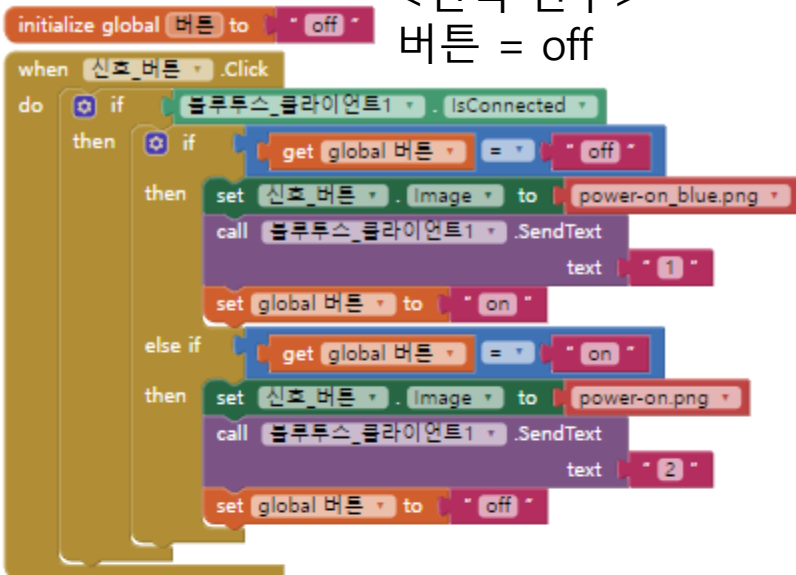 버튼 = off
initialize global 버튼 to " off "
when 신호_버튼 .Click
do if 블루투스_클라이언트1 . IsConnected
then if get global 버튼 = " off "
then set 신호_버튼 . Image to power-on_blue.png
call 블루투스_클라이언트1 .SendText
text " 1 "
set global 버튼 to " on "
else if get global 버튼 = " on "
then set 신호_버튼 . Image to power-on.png
call 블루투스_클라이언트1 .SendText
text " 2 "
set global 버튼 to " off "